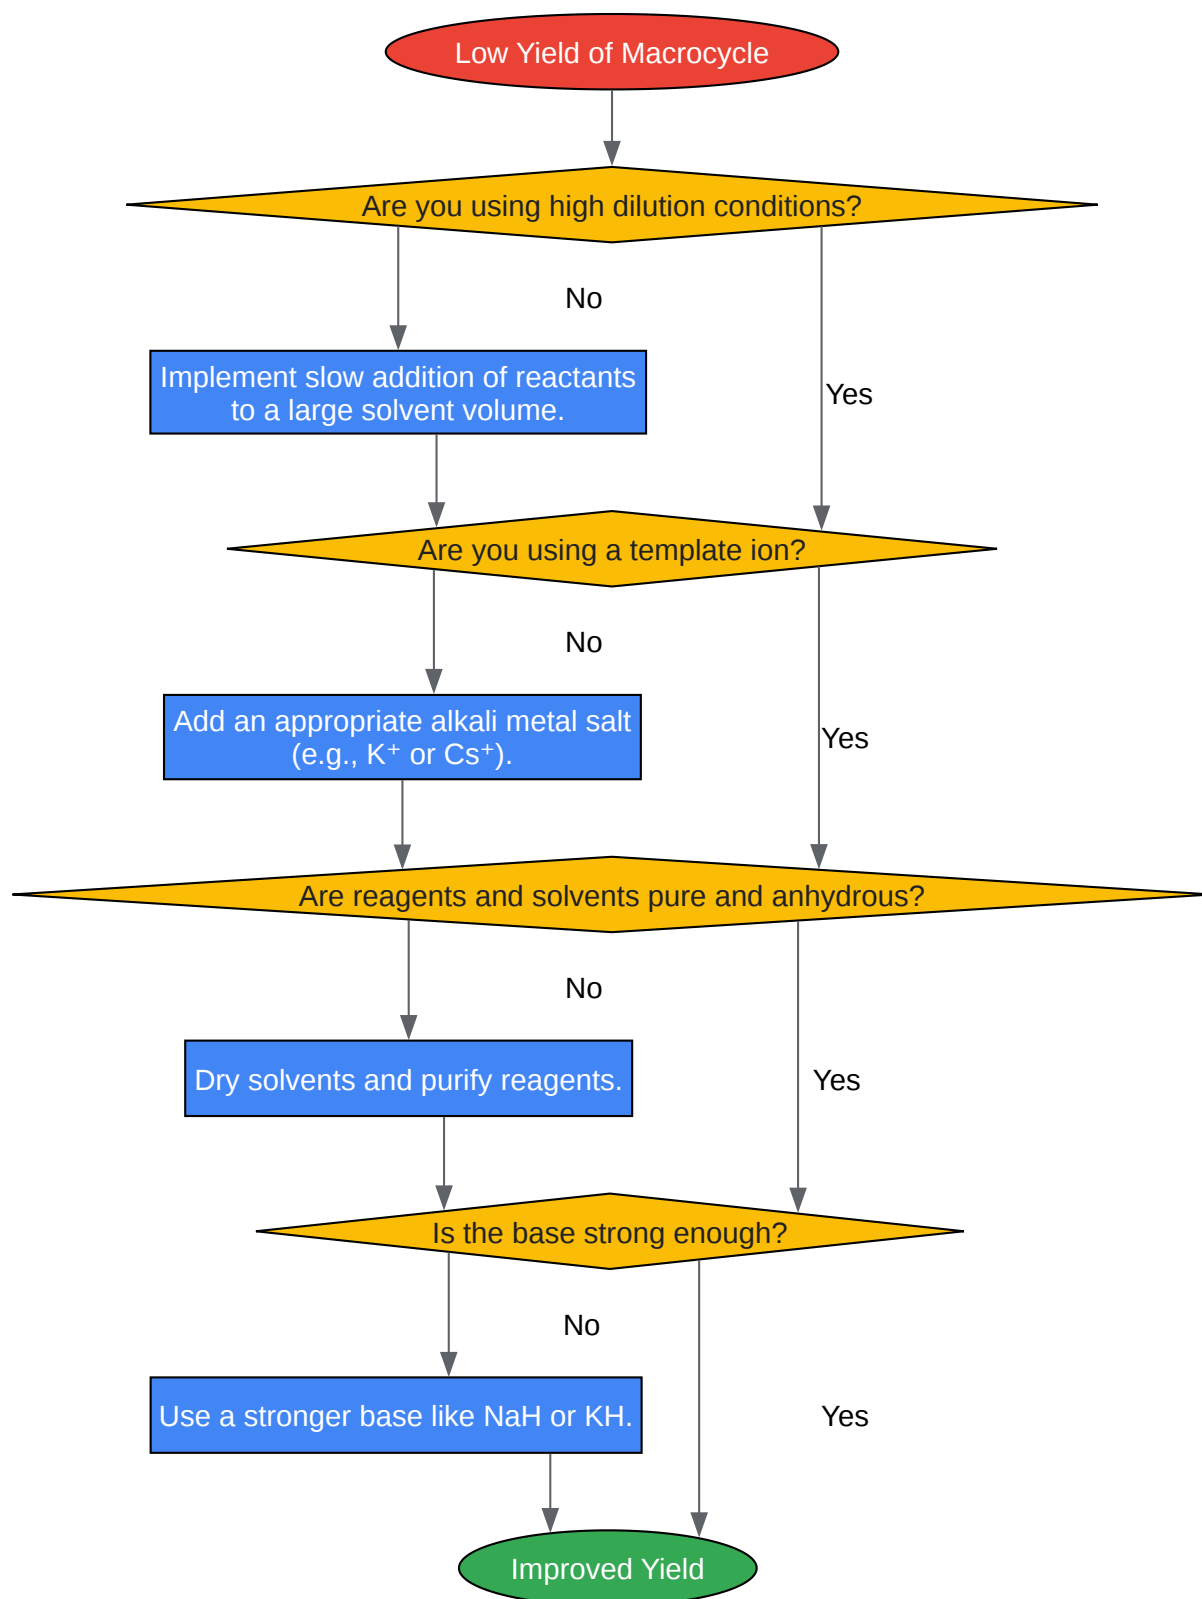 Low Yield of Macrocycle
Are you using high dilution conditions?
No
Implement slow addition of reactants
to a large solvent volume.
Yes
Are you using a template ion?
No
Add an appropriate alkali metal salt
(e.g., K⁺ or Cs⁺).
Yes
Are reagents and solvents pure and anhydrous?
No
Dry solvents and purify reagents.
Yes
Is the base strong enough?
No
Use a stronger base like NaH or KH.
Yes
Improved Yield